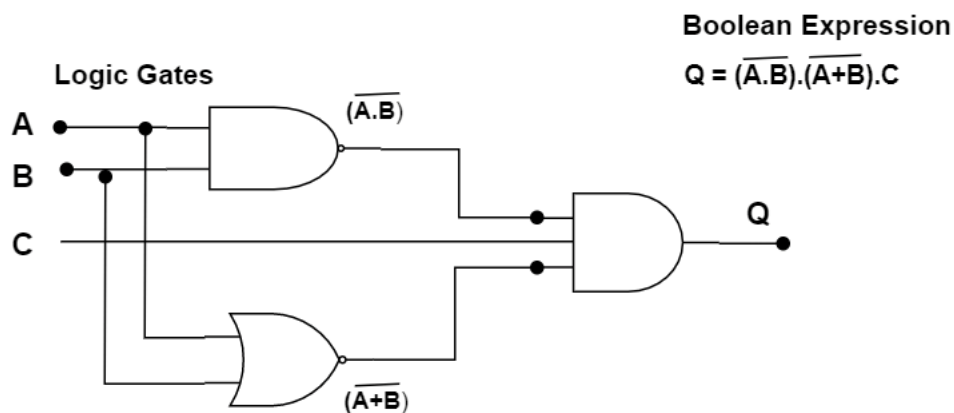 Boolean Expression
Q = (A̅.̅B̅).(A̅+̅B̅).C
Logic Gates
(A̅.̅B̅)
A
B
C
Q
(A̅+̅B̅)